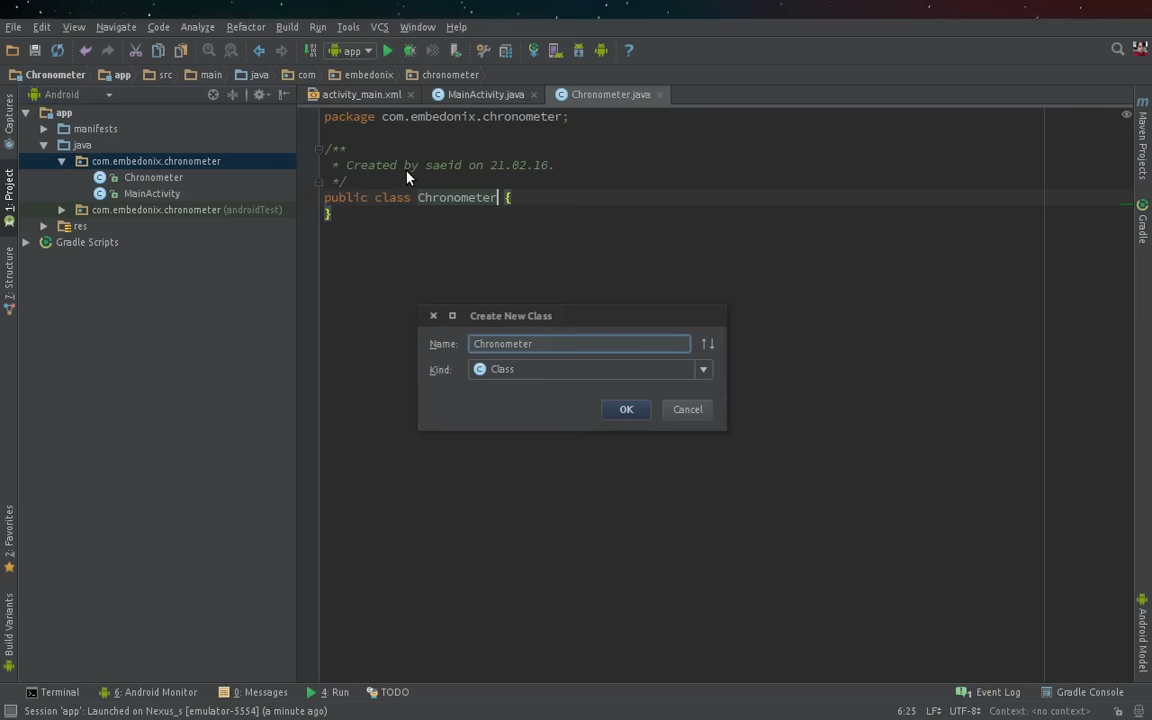 File Edit View Navigate Code Analyze Refactor Build Run Tools VCS Window Help
app
Chronometer app src main java com embedonix chronometer
Android
activity_main.xml MainActivity.java Chronometer.java
app
manifests
java
com.embedonix.chronometer
Chronometer
MainActivity
com.embedonix.chronometer (androidTest)
res
Gradle Scripts
Captures
1: Project
7: Structure
2: Favorites
Build Variants
package com.embedonix.chronometer;
/**
* Created by saeid on 21.02.16.
*/
public class Chronometer {
}
Create New Class
Name: Chronometer
Kind: Class
OK Cancel
Maven Projects
Gradle
Android Model
Terminal 6: Android Monitor 0: Messages 4: Run TODO Event Log Gradle Console
Session 'app': Launched on Nexus_s [emulator-5554] (a minute ago) 6:25 LF÷ UTF-8÷ Context: <no context>